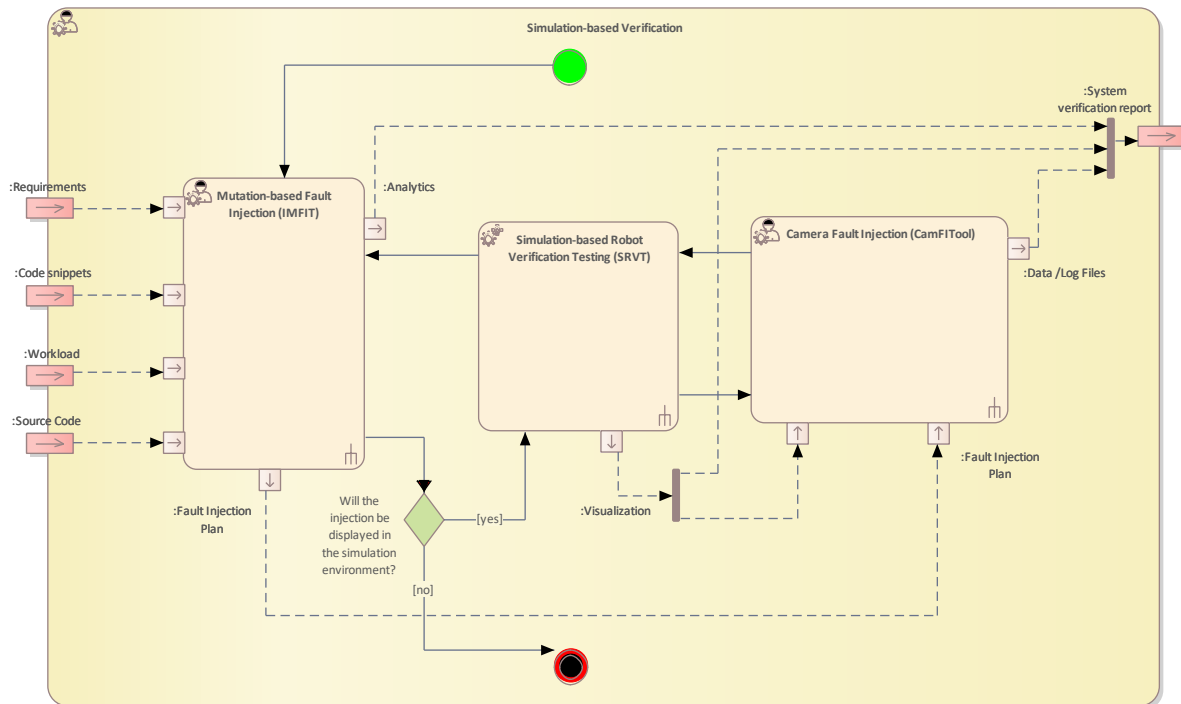 Simulation-based Verification
:System
verification report
:Requirements
Mutation-based Fault
Injection (IMFIT)
:Analytics
Simulation-based Robot
Verification Testing (SRVT)
Camera Fault Injection (CamFITool)
:Code snippets
:Data /Log Files
:Workload
:Source Code
:Fault Injection
Plan
Will the
injection be
displayed in
the simulation
environment?
[yes]
:Visualization
:Fault Injection
Plan
[no]